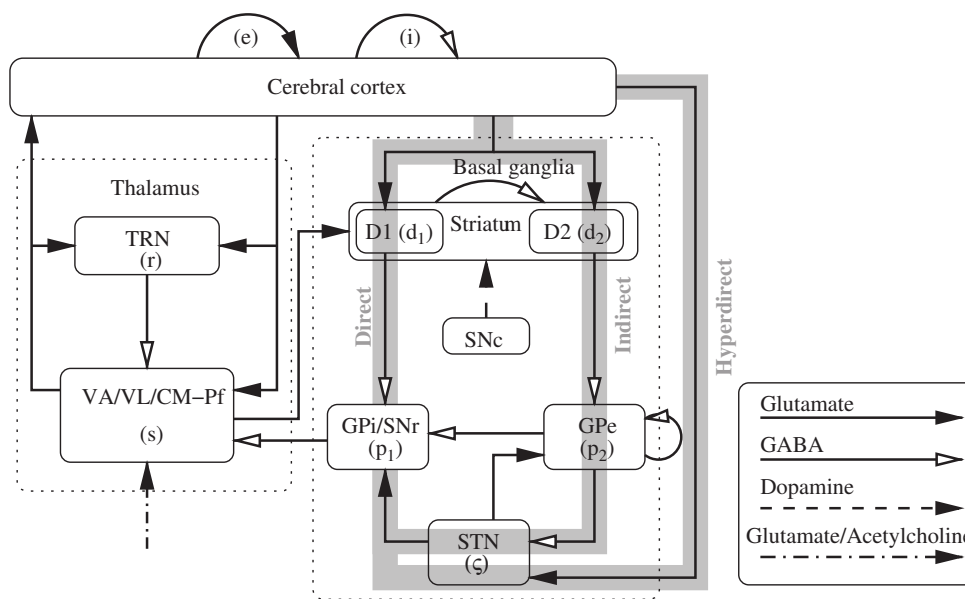 (e)
(i)
Cerebral cortex
Basal ganglia
Thalamus
TRN
(r)
D1 (d1)
Striatum
D2 (d2)
Direct
Indirect
Hyperdirect
SNc
VA/VL/CM–Pf
(s)
GPi/SNr
(p1)
GPe
(p2)
STN
(ς)
Glutamate
GABA
Dopamine
Glutamate/Acetylcholine